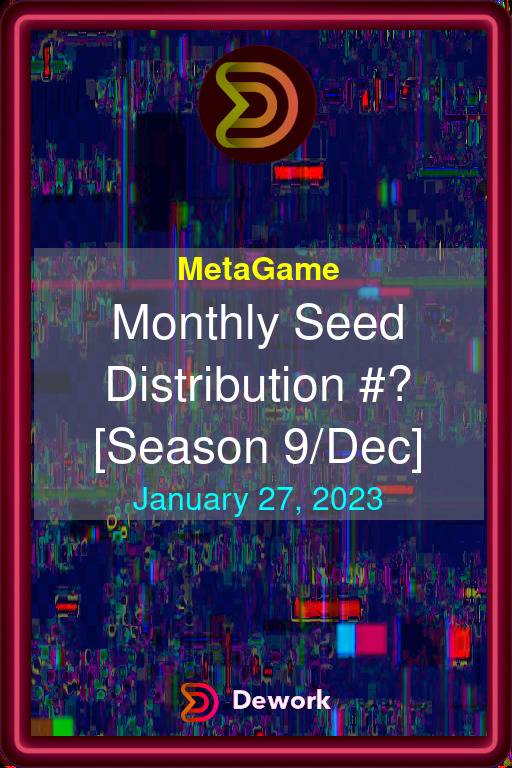 MetaGame
Monthly Seed
Distribution #?
[Season 9/Dec]
January 27, 2023
Dework